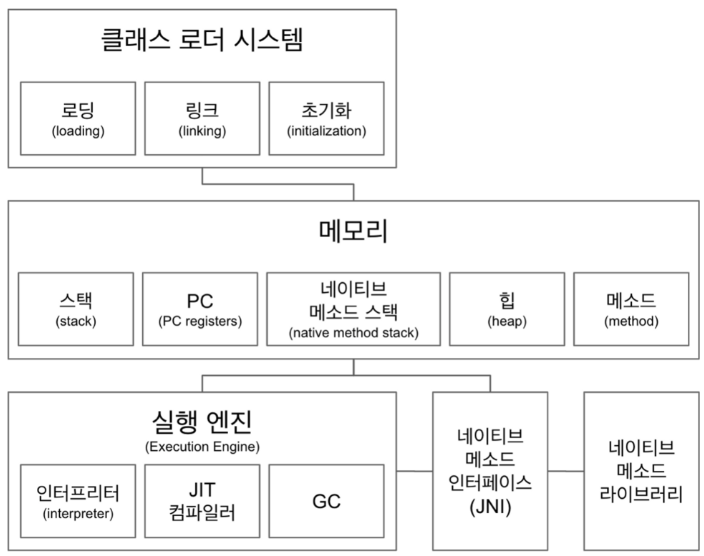 클래스 로더 시스템
로딩
(loading)
링크
(linking)
초기화
(initialization)
메모리
스택
(stack)
PC
(PC registers)
네이티브
메소드 스택
(native method stack)
힙
(heap)
메소드
(method)
실행 엔진
(Execution Engine)
인터프리터
(interpreter)
JIT
컴파일러
GC
네이티브
메소드
인터페이스
(JNI)
네이티브
메소드
라이브러리